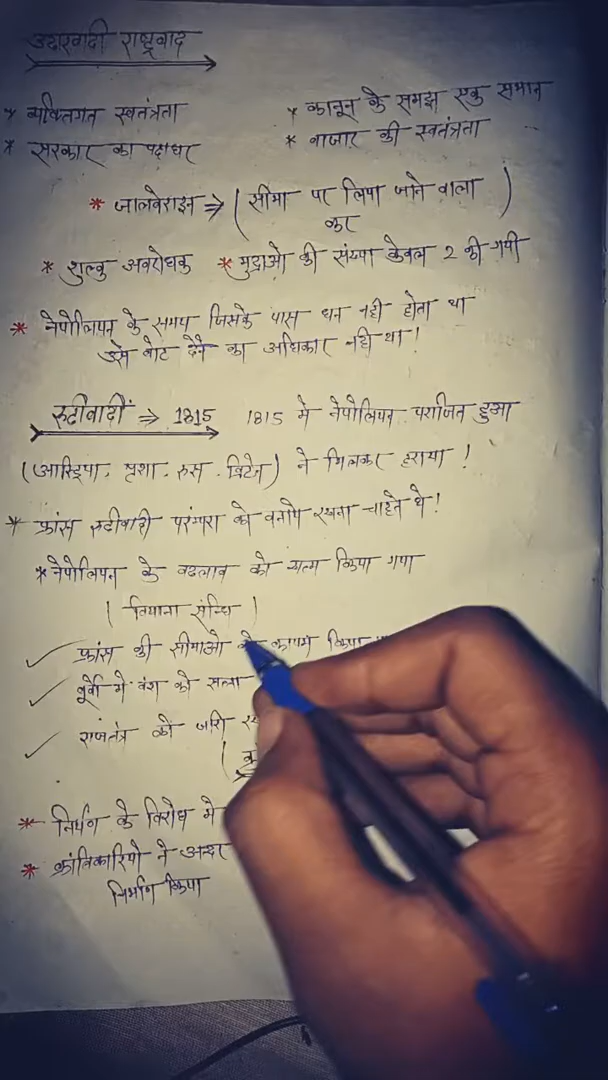 उदारवादी राष्ट्रवाद
* व्यक्तिगत स्वतंत्रता
* कानून के समक्ष एक समान
* सरकार का पक्षधर
* बाजार की स्वतंत्रता
* जालवेराइन ⇒ (सीमा पर लिया जाने वाला कर)
* शुल्क अवरोधक * मुद्राओ की संख्या केवल 2 की गयी
* नेपोलियन के समय जिसके पास धन नही होता था
उसे वोट देने का अधिकार नही था!
रुढीवादी ⇒ 1815 1815 मे नेपोलियन पराजित हुआ
(आस्ट्रिया, प्रशा, रुस, ब्रिटेन) ने मिलकर हराया!
* फ्रांस रुढीवादी परंम्परा को बनाये रखना चाहते थे!
* नेपोलियन के बदलाव को खत्म किया गया
(वियाना संन्धि)
✓ फ्रांस की सीमाओ को कायम किया
✓ वूर्वो मे वंश को सत्ता
✓ राजतंत्र को जारी
* निर्मण के विरोध मे
* क्रांतिकारियो ने
निर्माण किया